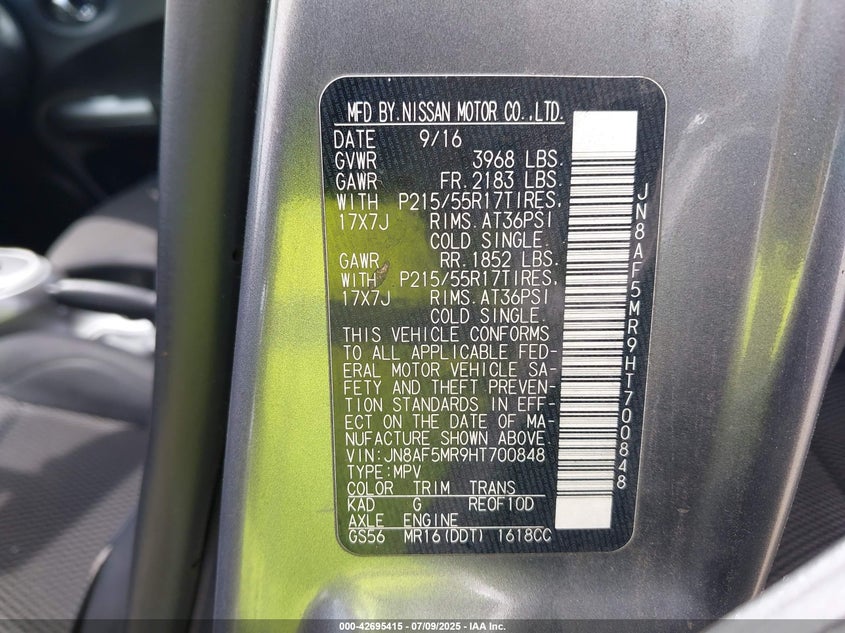 MFD BY.NISSAN MOTOR CO.,LTD.
DATE 9/16
GVWR 3968 LBS.
GAWR FR.2183 LBS.
WITH P215/55R17TIRES,
17X7J RIMS.AT36PSI
COLD SINGLE.
GAWR RR.1852 LBS.
WITH P215/55R17TIRES,
17X7J RIMS.AT36PSI
COLD SINGLE.
THIS VEHICLE CONFORMS
TO ALL APPLICABLE FED-
ERAL MOTOR VEHICLE SA-
FETY AND THEFT PREVEN-
TION STANDARDS IN EFF-
ECT ON THE DATE OF MA-
NUFACTURE SHOWN ABOVE.
VIN:JN8AF5MR9HT700848
TYPE:MPV
COLOR TRIM TRANS
KAD G RE0F10D
AXLE ENGINE
GS56 MR16(DDT) 1618CC
JN8AF5MR9HT700848
000-42695415 - 07/09/2025 - IAA Inc.